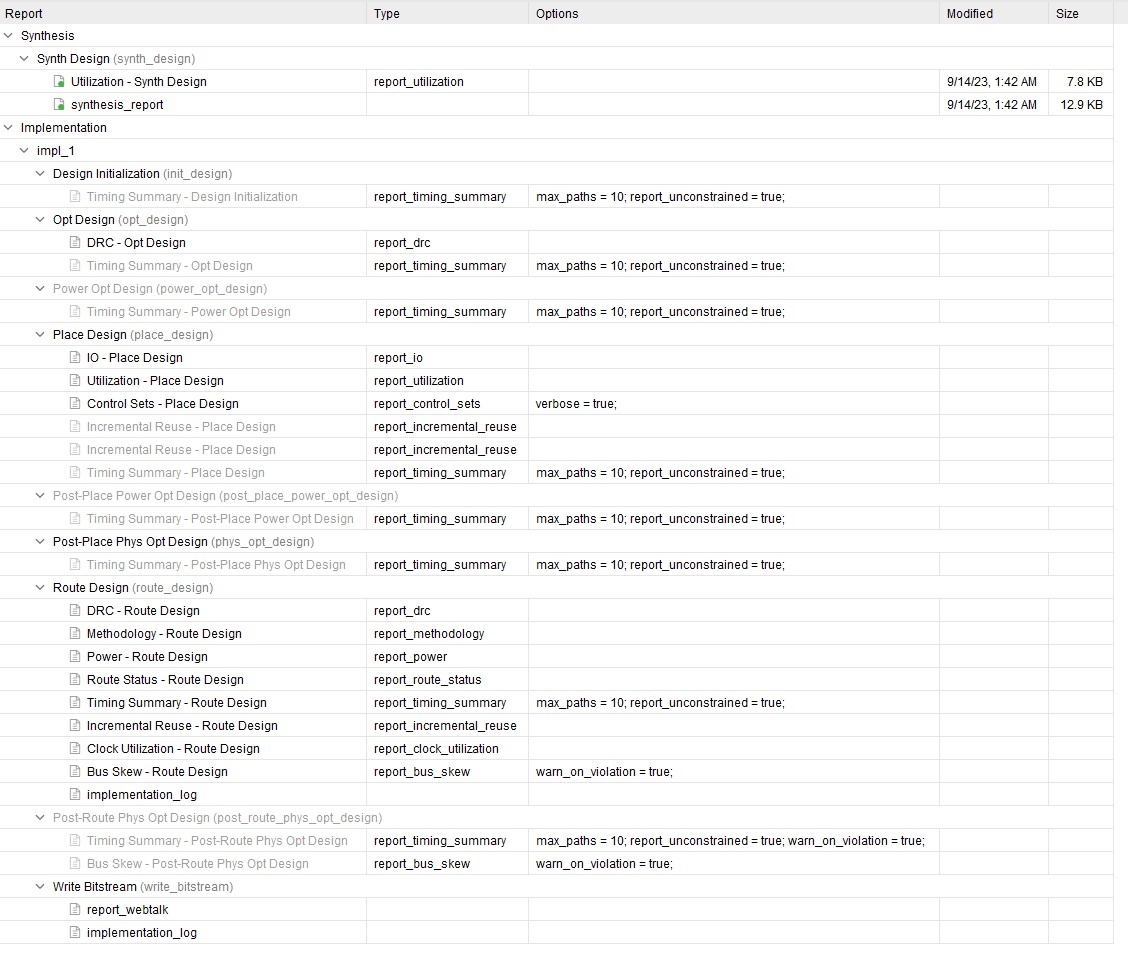 Report Type Options Modified Size
Synthesis
Synth Design (synth_design)
Utilization - Synth Design report_utilization 9/14/23, 1:42 AM 7.8 KB
synthesis_report 9/14/23, 1:42 AM 12.9 KB
Implementation
impl_1
Design Initialization (init_design)
Timing Summary - Design Initialization report_timing_summary max_paths = 10; report_unconstrained = true;
Opt Design (opt_design)
DRC - Opt Design report_drc
Timing Summary - Opt Design report_timing_summary max_paths = 10; report_unconstrained = true;
Power Opt Design (power_opt_design)
Timing Summary - Power Opt Design report_timing_summary max_paths = 10; report_unconstrained = true;
Place Design (place_design)
IO - Place Design report_io
Utilization - Place Design report_utilization
Control Sets - Place Design report_control_sets verbose = true;
Incremental Reuse - Place Design report_incremental_reuse
Incremental Reuse - Place Design report_incremental_reuse
Timing Summary - Place Design report_timing_summary max_paths = 10; report_unconstrained = true;
Post-Place Power Opt Design (post_place_power_opt_design)
Timing Summary - Post-Place Power Opt Design report_timing_summary max_paths = 10; report_unconstrained = true;
Post-Place Phys Opt Design (phys_opt_design)
Timing Summary - Post-Place Phys Opt Design report_timing_summary max_paths = 10; report_unconstrained = true;
Route Design (route_design)
DRC - Route Design report_drc
Methodology - Route Design report_methodology
Power - Route Design report_power
Route Status - Route Design report_route_status
Timing Summary - Route Design report_timing_summary max_paths = 10; report_unconstrained = true;
Incremental Reuse - Route Design report_incremental_reuse
Clock Utilization - Route Design report_clock_utilization
Bus Skew - Route Design report_bus_skew warn_on_violation = true;
implementation_log
Post-Route Phys Opt Design (post_route_phys_opt_design)
Timing Summary - Post-Route Phys Opt Design report_timing_summary max_paths = 10; report_unconstrained = true; warn_on_violation = true;
Bus Skew - Post-Route Phys Opt Design report_bus_skew warn_on_violation = true;
Write Bitstream (write_bitstream)
report_webtalk
implementation_log